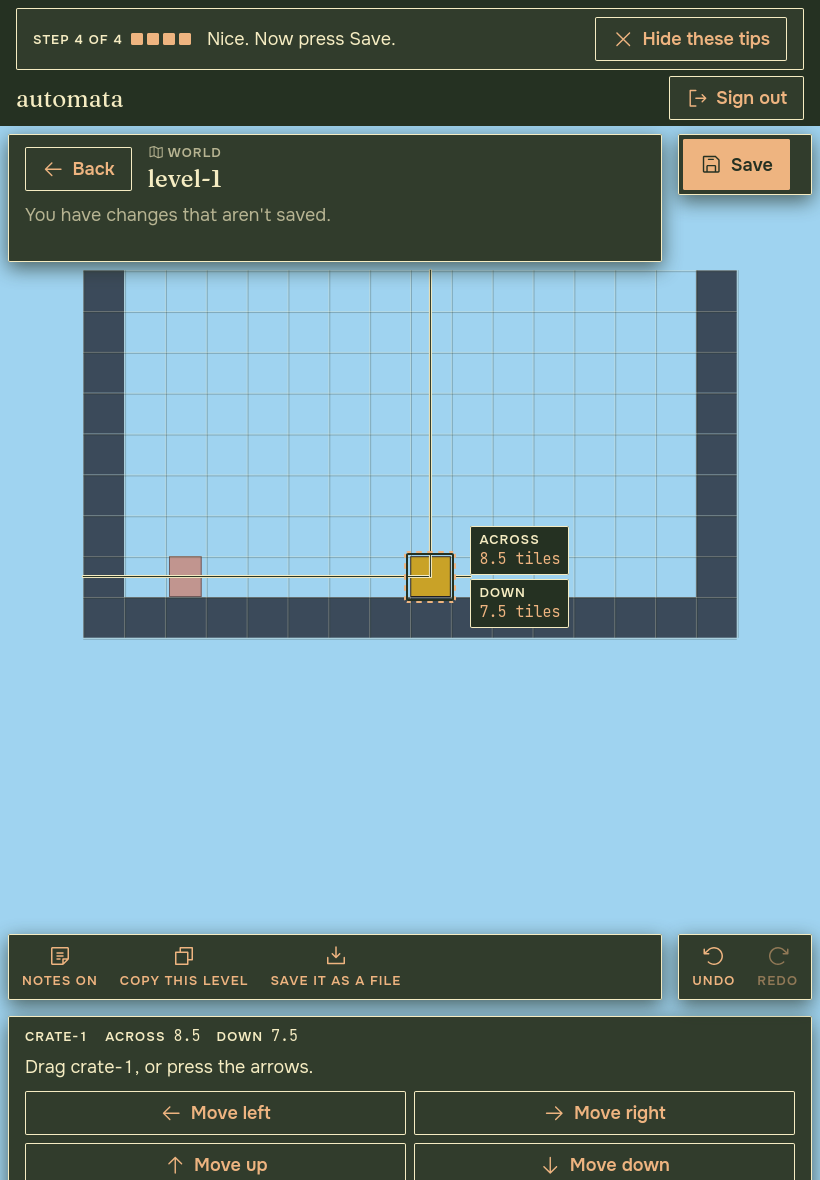 STEP 4 OF 4 Nice. Now press Save. Hide these tips
automata Sign out
Back WORLD
level-1
Save
You have changes that aren't saved.
ACROSS
8.5 tiles
DOWN
7.5 tiles
NOTES ON COPY THIS LEVEL SAVE IT AS A FILE UNDO REDO
CRATE-1 ACROSS 8.5 DOWN 7.5
Drag crate-1, or press the arrows.
Move left Move right
Move up Move down